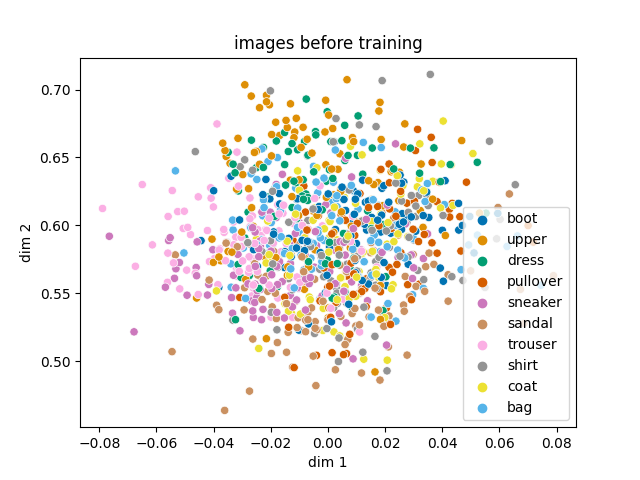 images before training
0.70
0.65
0.60
0.55
0.50
dim 2
boot
upper
dress
pullover
sneaker
sandal
trouser
shirt
coat
bag
−0.08 −0.06 −0.04 −0.02 0.00 0.02 0.04 0.06 0.08
dim 1